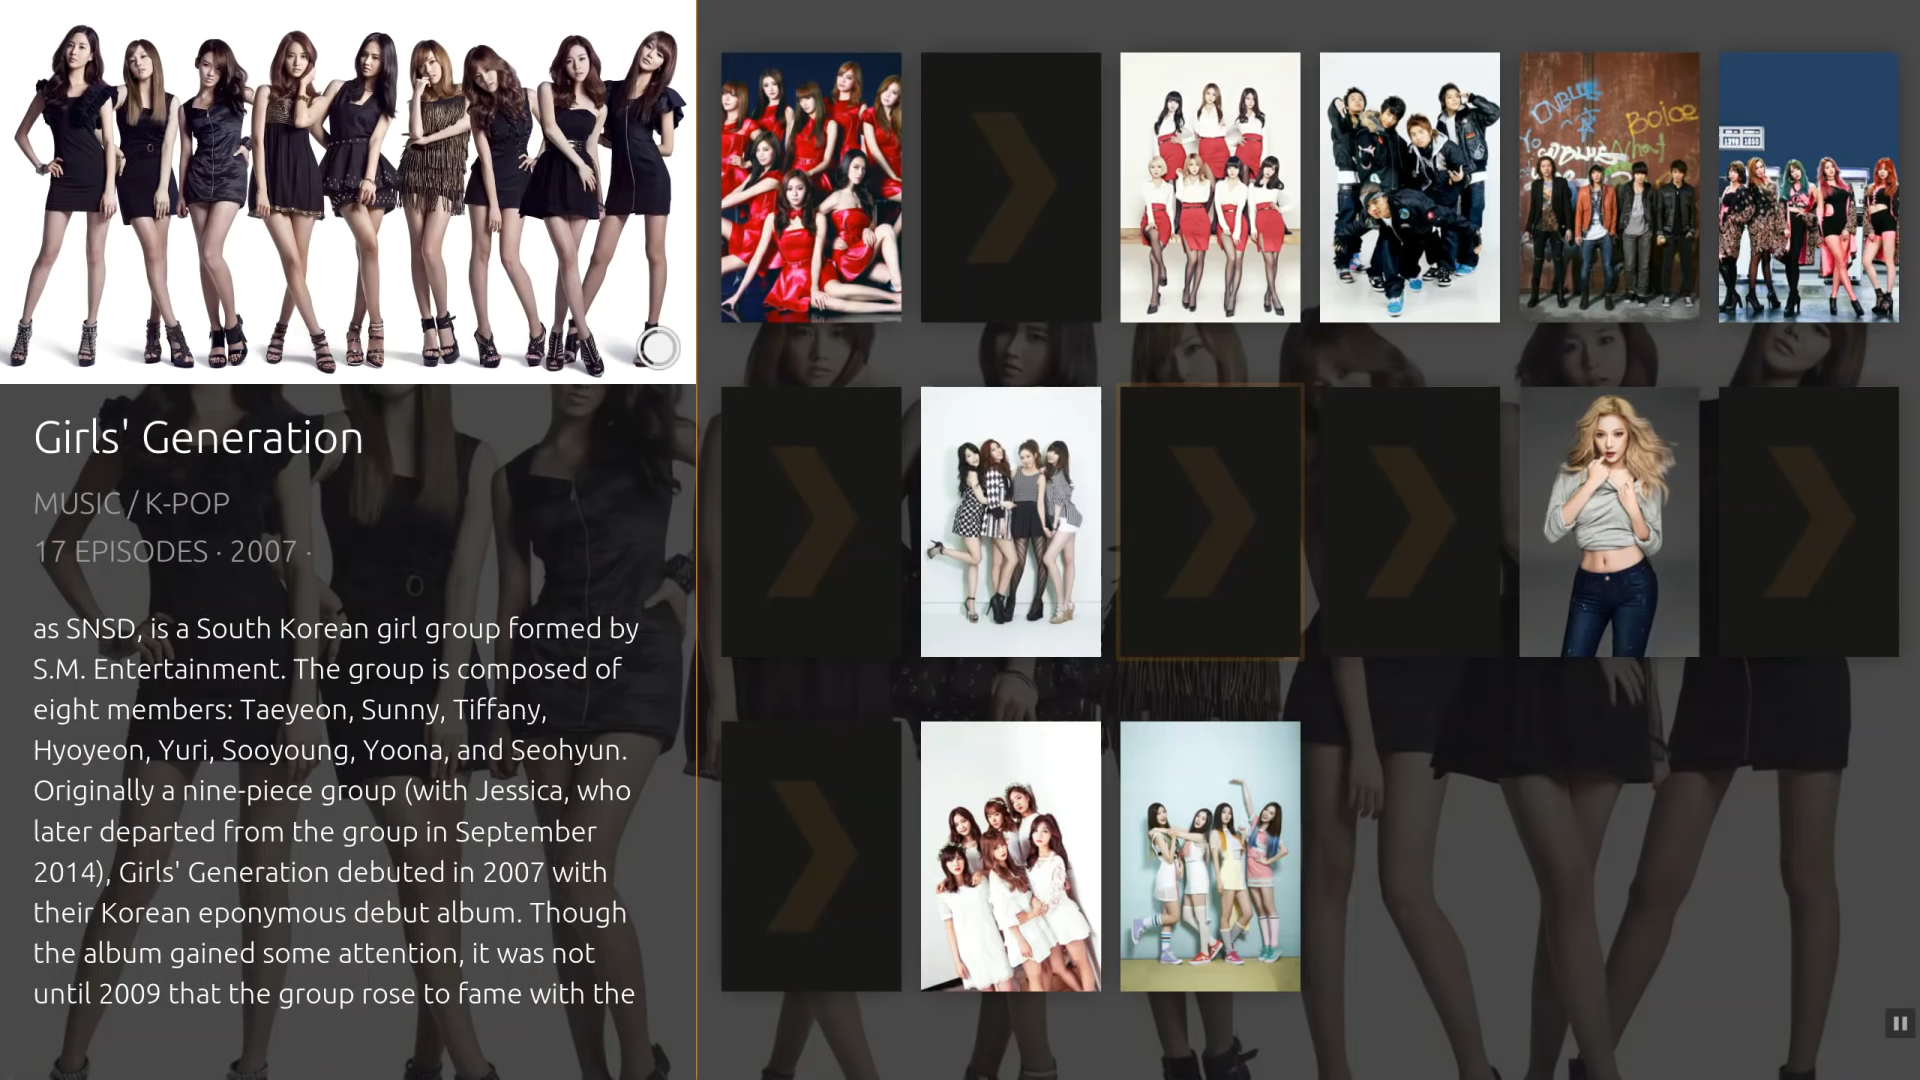 Girls' Generation
MUSIC / K-POP
17 EPISODES · 2007 ·
as SNSD, is a South Korean girl group formed by
S.M. Entertainment. The group is composed of
eight members: Taeyeon, Sunny, Tiffany,
Hyoyeon, Yuri, Sooyoung, Yoona, and Seohyun.
Originally a nine-piece group (with Jessica, who
later departed from the group in September
2014), Girls' Generation debuted in 2007 with
their Korean eponymous debut album. Though
the album gained some attention, it was not
until 2009 that the group rose to fame with the
CNBLUE
Boice
CNBLUE